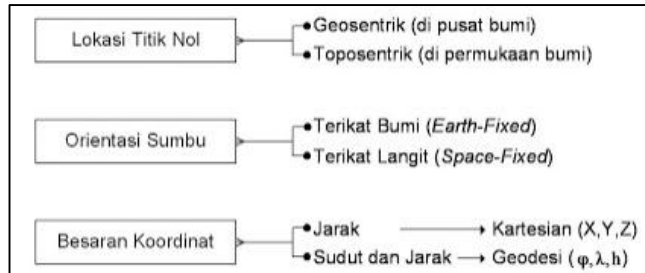 Lokasi Titik Nol
Geosentrik (di pusat bumi)
Toposentrik (di permukaan bumi)
Orientasi Sumbu
Terikat Bumi (Earth-Fixed)
Terikat Langit (Space-Fixed)
Besaran Koordinat
Jarak → Kartesian (X,Y,Z)
Sudut dan Jarak → Geodesi (φ,λ,h)